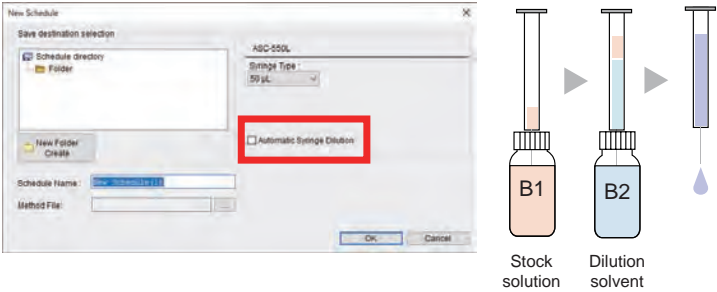 New Schedule
Save destination selection
Schedule directory
Folder
New Folder
Create
ASC-550L
Syringe Type :
50 µL
Automatic Syringe Dilution
Schedule Name :
New Schedule(1)
Method File:
...
OK
Cancel
B1
B2
Stock
solution
Dilution
solvent